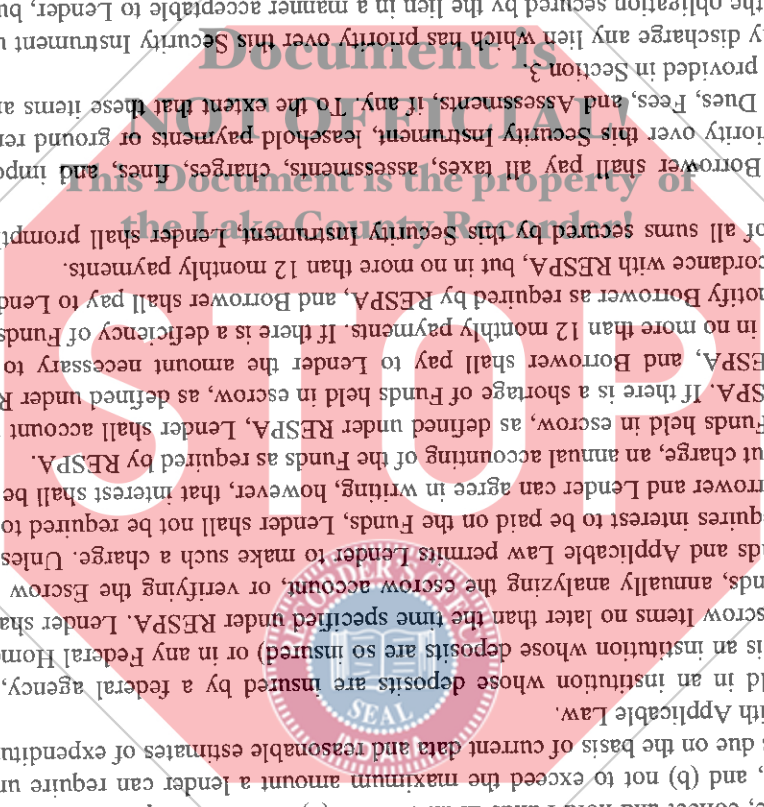 , and (b) not to exceed the maximum amount a lender can require un
s due on the basis of current data and reasonable estimates of expenditu
ith Applicable Law.
ld in an institution whose deposits are insured by a federal agency,
is an institution whose deposits are so insured) or in any Federal Home
scrow Items no later than the time specified under RESPA. Lender sha
nds, annually analyzing the escrow account, or verifying the Escrow
nds and Applicable Law permits Lender to make such a charge. Unles
quires interest to be paid on the Funds, Lender shall not be required to
rrower and Lender can agree in writing, however, that interest shall be
ut charge, an annual accounting of the Funds as required by RESPA.
Funds held in escrow, as defined under RESPA, Lender shall account
SPA. If there is a shortage of Funds held in escrow, as defined under R
ESPA, and Borrower shall pay to Lender the amount necessary to
in no more than 12 monthly payments. If there is a deficiency of Funds
notify Borrower as required by RESPA, and Borrower shall pay to Lend
cordance with RESPA, but in no more than 12 monthly payments.
of all sums secured by this Security Instrument, Lender shall prompt
Borrower shall pay all taxes, assessments, charges, fines, and impo
iority over this Security Instrument, leasehold payments or ground ren
Dues, Fees, and Assessments, if any. To the extent that these items ar
provided in Section 3.
y discharge any lien which has priority over this Security Instrument u
the obligation secured by the lien in a manner acceptable to Lender, bu
Document is
NOT OFFICIAL!
This Document is the property of
the Lake County Recorder!
STOP
SEAL
INDIANA